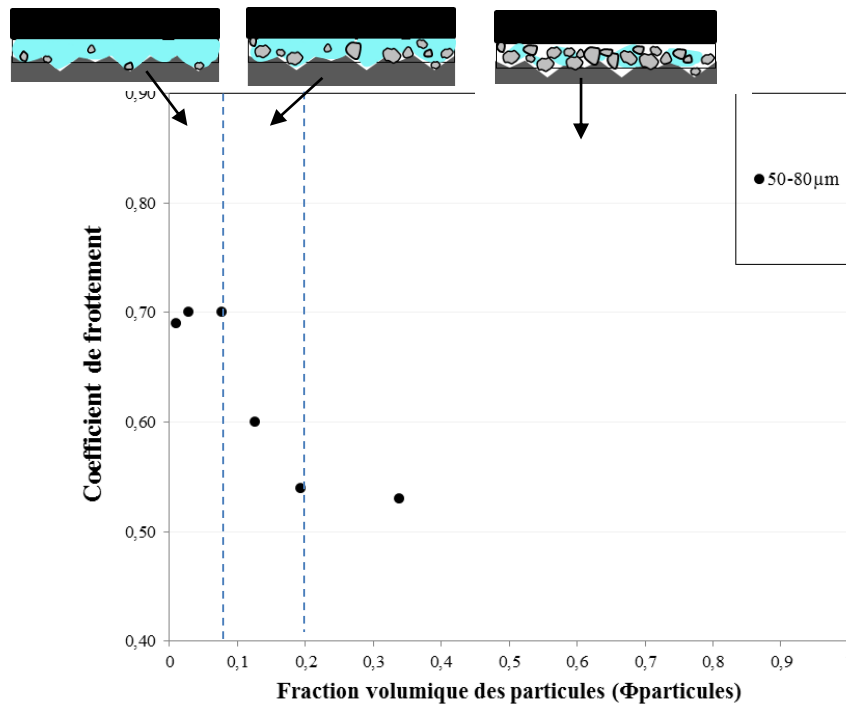 0,90
0,80
0,70
0,60
0,50
0,40
Coefficient de frottement
50-80µm
0 0,1 0,2 0,3 0,4 0,5 0,6 0,7 0,8 0,9
Fraction volumique des particules (Φparticules)